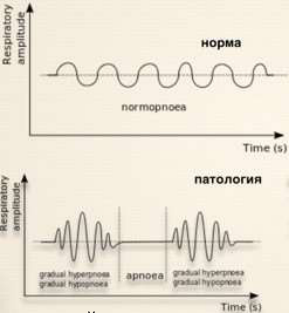 Respiratory
amplitude
норма
normopnoea
Time (s)
патология
Respiratory
amplitude
gradual hyperpnoea
gradual hypopnoea
apnoea
gradual hyperpnoea
gradual hypopnoea
Time (s)